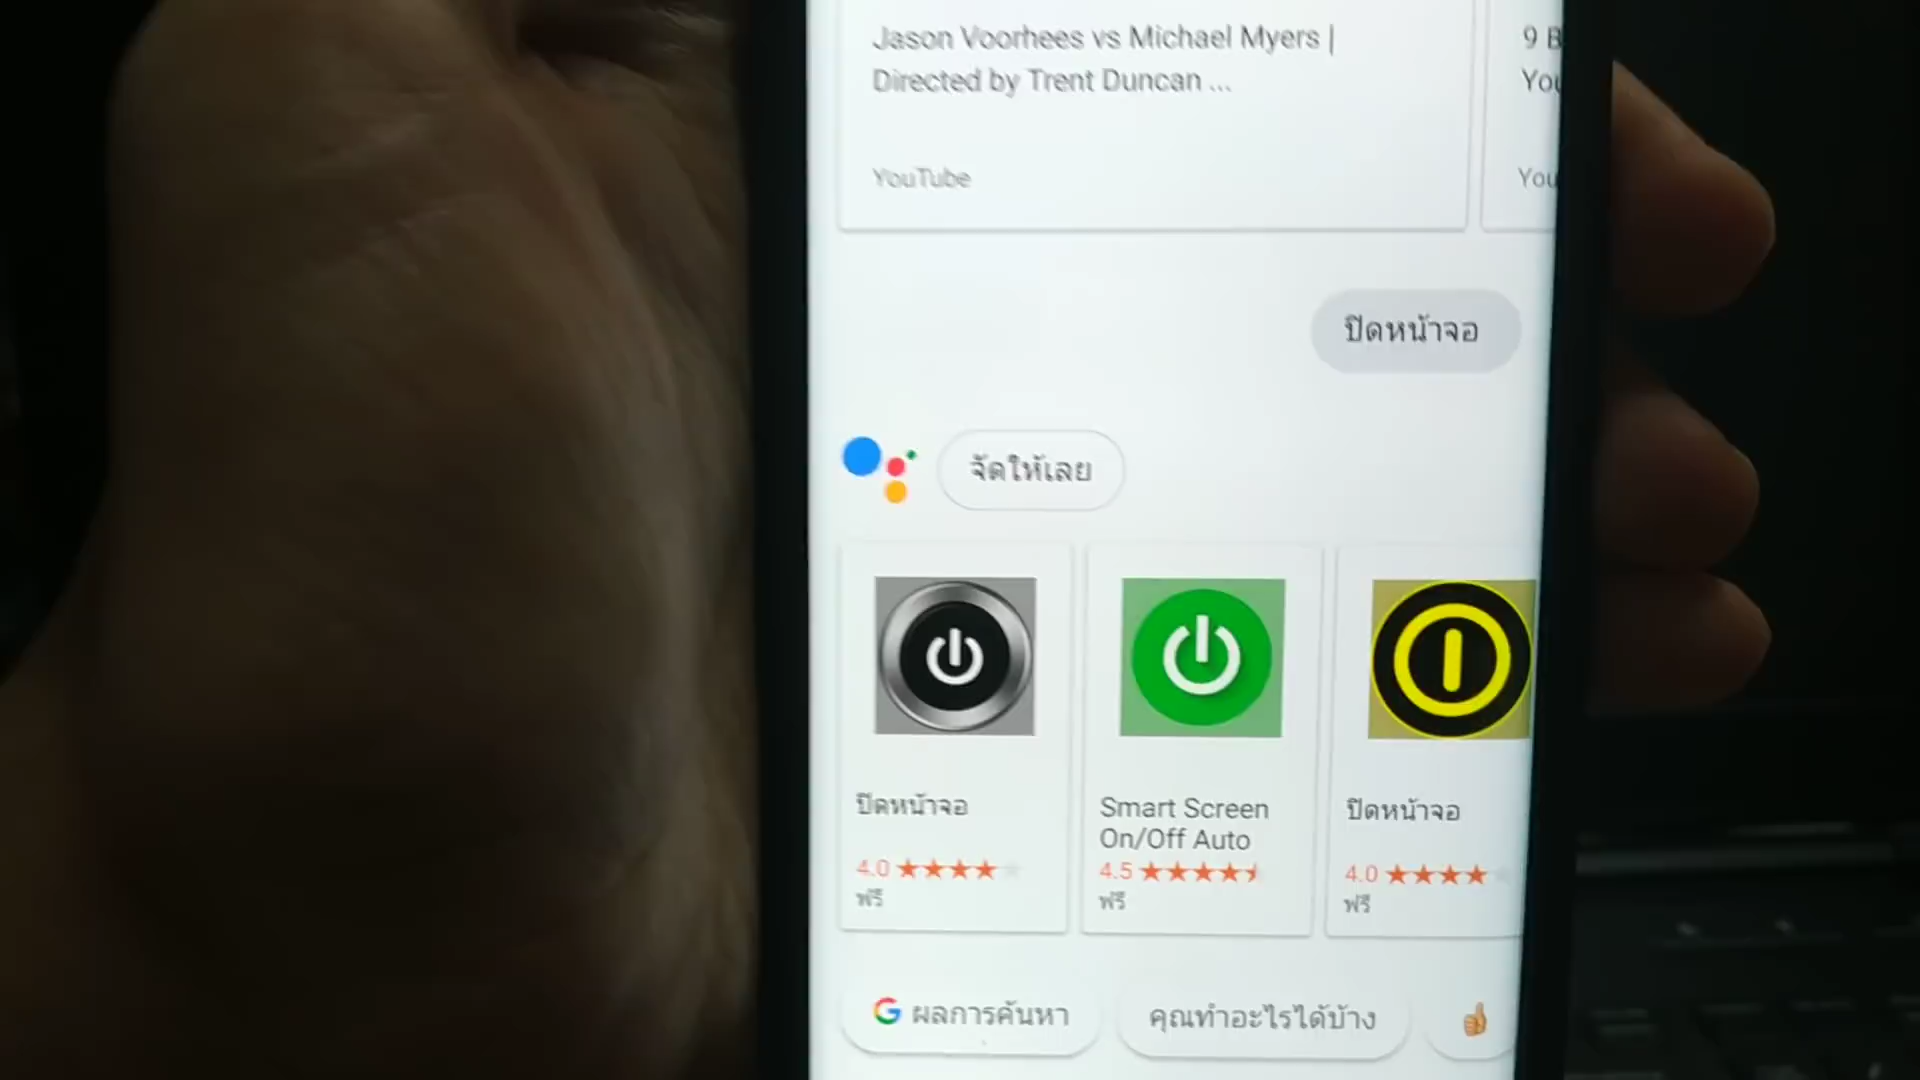 Jason Voorhees vs Michael Myers |
Directed by Trent Duncan ...
YouTube
9 B
You
You
ปิดหน้าจอ
จัดให้เลย
ปิดหน้าจอ
4.0
ฟรี
Smart Screen
On/Off Auto
4.5
ฟรี
ปิดหน้าจอ
4.0
ฟรี
G ผลการค้นหา
คุณทำอะไรได้บ้าง